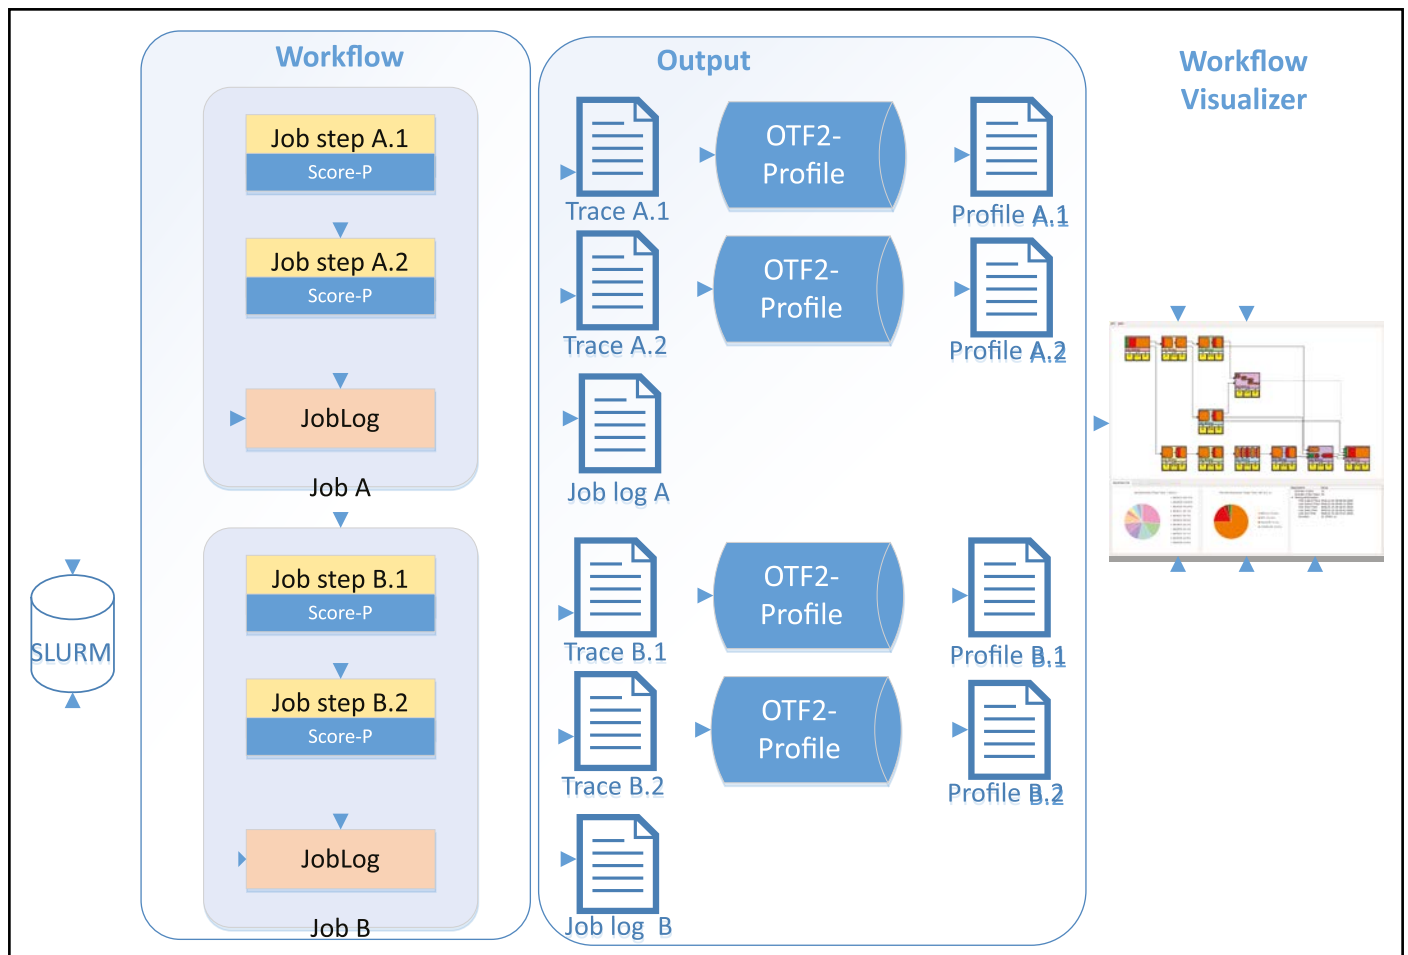 Workflow
Job step A.1
Score-P
Job step A.2
Score-P
JobLog
Job A
Job step B.1
Score-P
Job step B.2
Score-P
JobLog
Job B
SLURM
Output
Trace A.1
OTF2-
Profile
Profile A.1
Trace A.2
OTF2-
Profile
Profile A.2
Job log A
Trace B.1
OTF2-
Profile
Profile B.1
Trace B.2
OTF2-
Profile
Profile B.2
Job log  B
Workflow
Visualizer